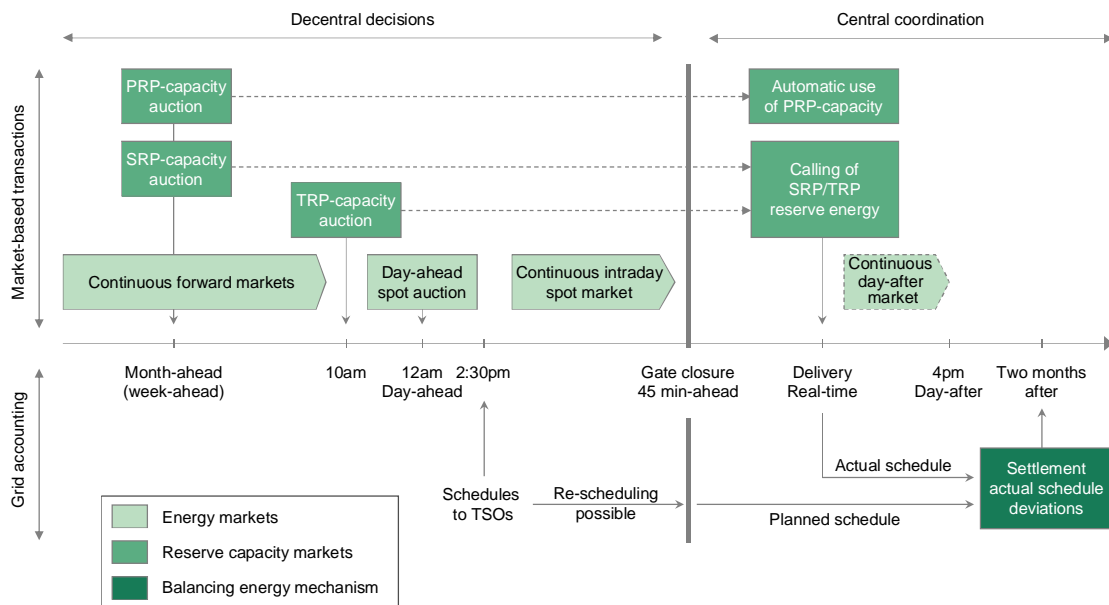 Decentral decisions
Central coordination
Market-based transactions
PRP-capacity
auction
Automatic use
of PRP-capacity
SRP-capacity
auction
Calling of
SRP/TRP
reserve energy
TRP-capacity
auction
Continuous forward markets
Day-ahead
spot auction
Continuous intraday
spot market
Continuous
day-after
market
Month-ahead
(week-ahead)
10am
12am
Day-ahead
2:30pm
Gate closure
45 min-ahead
Delivery
Real-time
4pm
Day-after
Two months
after
Grid accounting
Schedules
to TSOs
Re-scheduling
possible
Actual schedule
Planned schedule
Settlement
actual schedule
deviations
Energy markets
Reserve capacity markets
Balancing energy mechanism